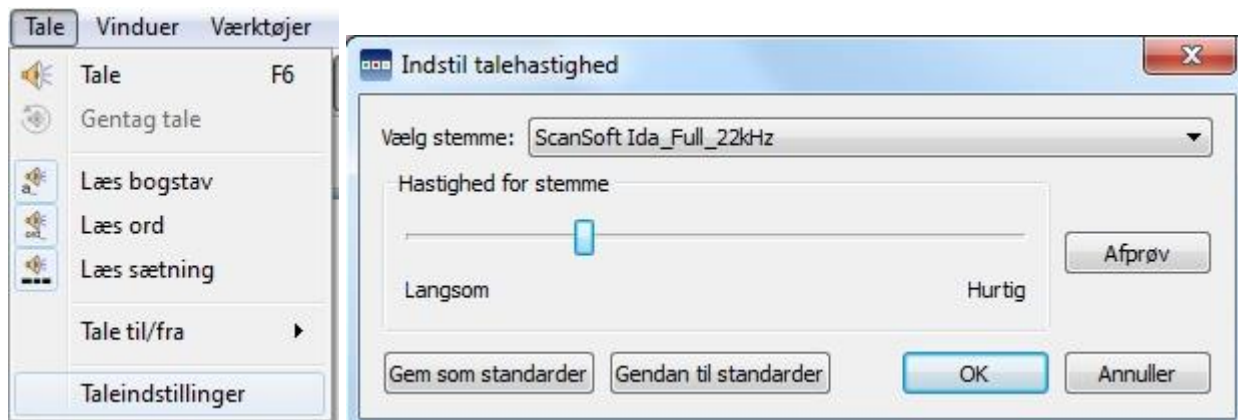 Tale Vinduer Værktøjer
Tale F6
Gentag tale
Læs bogstav
Læs ord
Læs sætning
Tale til/fra
Taleindstillinger
Indstil talehastighed
Vælg stemme: ScanSoft Ida_Full_22kHz
Hastighed for stemme
Langsom Hurtig
Afprøv
Gem som standarder Gendan til standarder OK Annuller